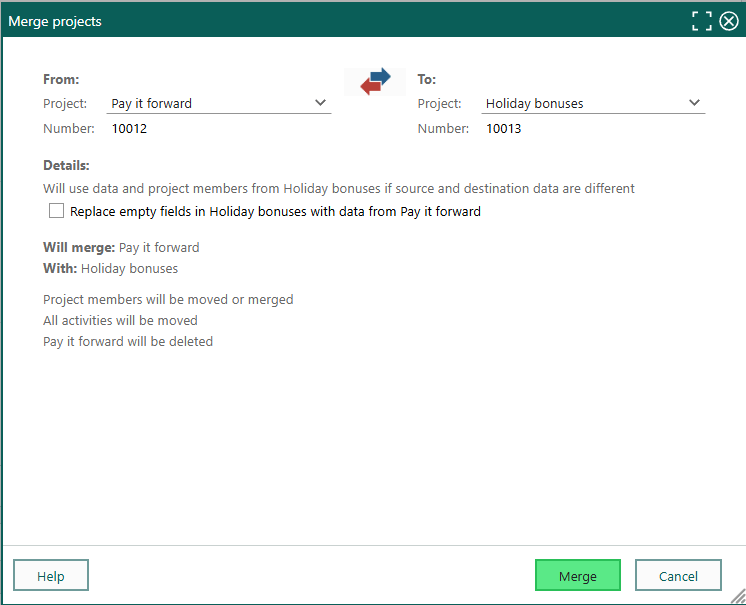 Merge projects
From:
To:
Project: Pay it forward
Project: Holiday bonuses
Number: 10012
Number: 10013
Details:
Will use data and project members from Holiday bonuses if source and destination data are different
Replace empty fields in Holiday bonuses with data from Pay it forward
Will merge: Pay it forward
With: Holiday bonuses
Project members will be moved or merged
All activities will be moved
Pay it forward will be deleted
Help
Merge
Cancel